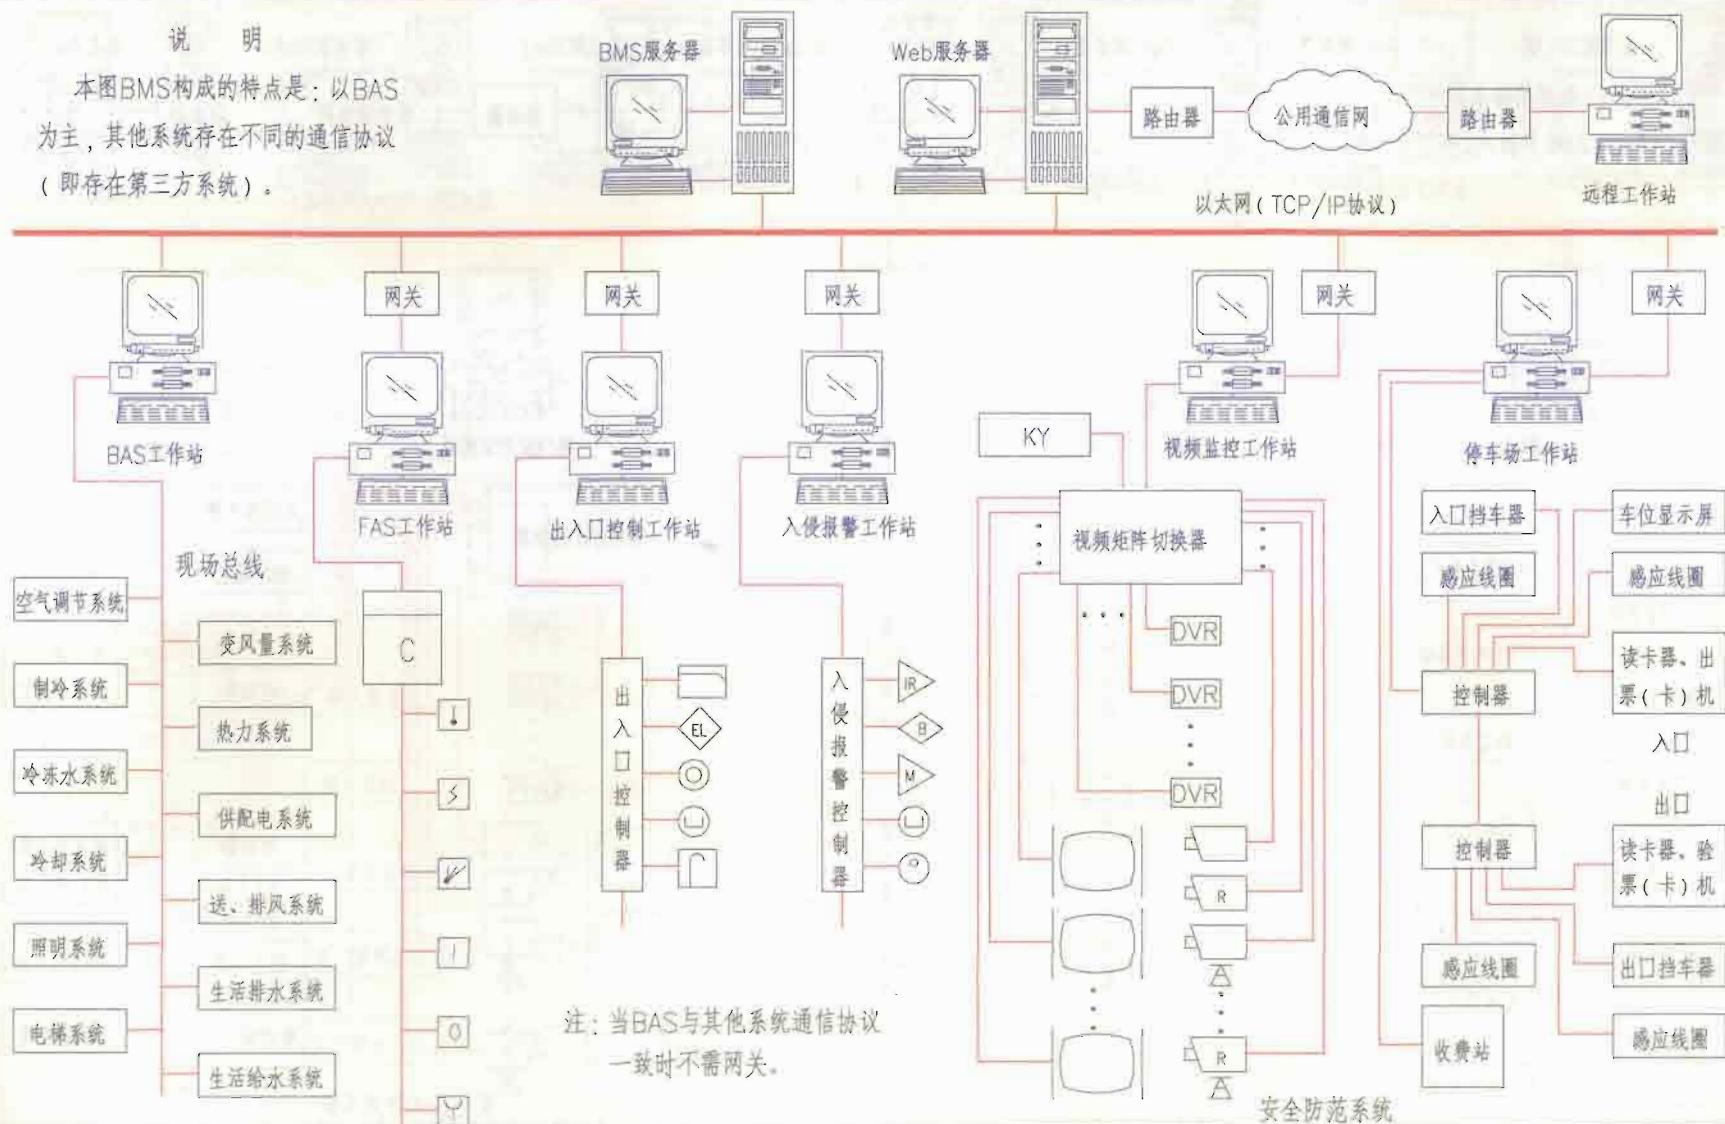 说 明
本图BMS构成的特点是：以BAS
为主，其他系统存在不同的通信协议
（即存在第三方系统）。
BMS服务器
Web服务器
路由器
公用通信网
路由器
远程工作站
以太网（TCP/IP协议）
网关
网关
网关
网关
网关
BAS工作站
FAS工作站
出入口控制工作站
入侵报警工作站
KY
视频监控工作站
停车场工作站
现场总线
空气调节系统
变风量系统
制冷系统
热力系统
冷冻水系统
供配电系统
冷却系统
送、排风系统
照明系统
生活排水系统
电梯系统
生活给水系统
C
出入口控制器
EL
入侵报警控制器
IR
B
M
视频矩阵切换器
DVR
DVR
DVR
R
R
入口挡车器
车位显示屏
感应线圈
感应线圈
读卡器、出
票（卡）机
控制器
入口
出口
控制器
读卡器、验
票（卡）机
感应线圈
出口挡车器
感应线圈
收费站
注：当BAS与其他系统通信协议
一致时不需网关。
安全防范系统